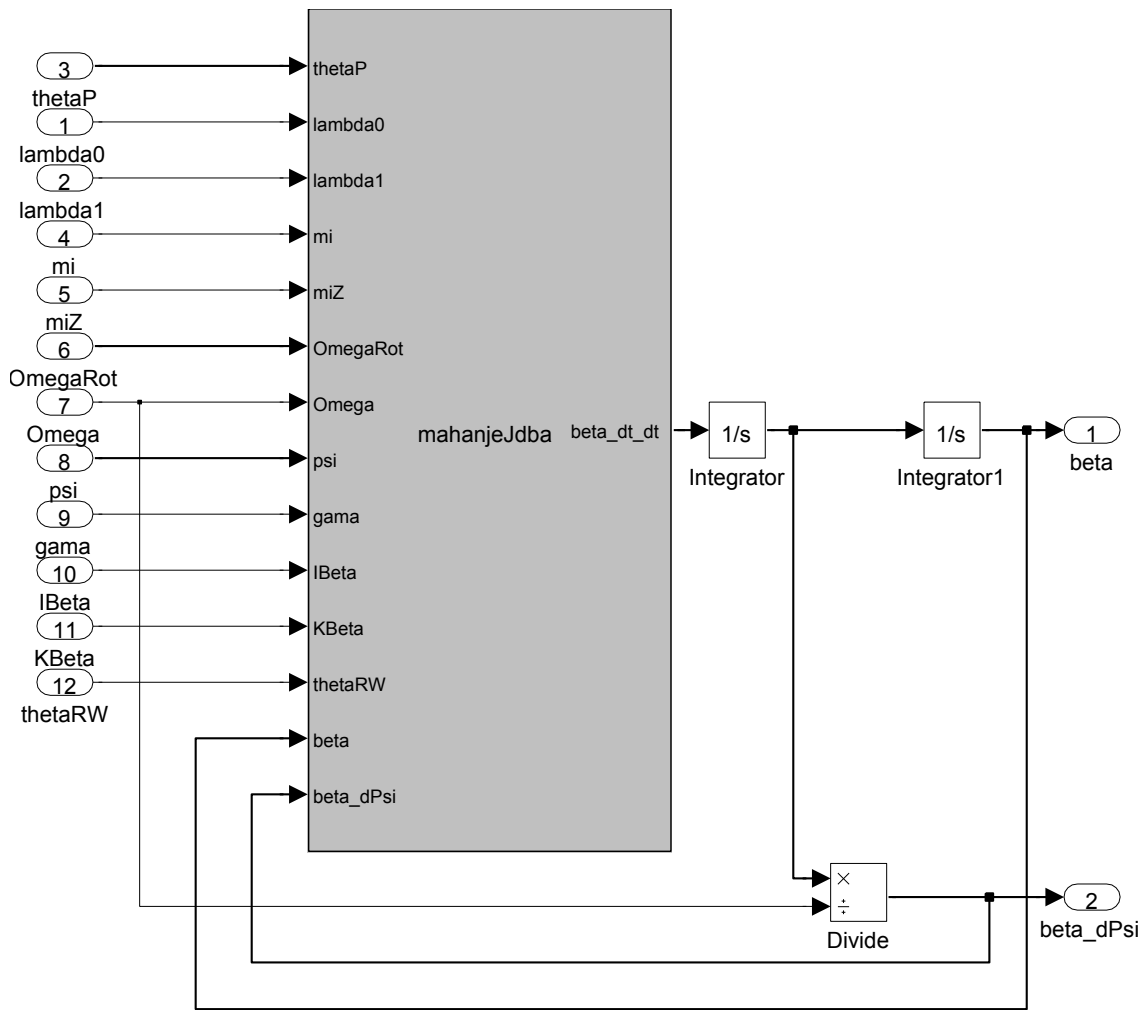 3
thetaP
thetaP
1
lambda0
lambda0
2
lambda1
lambda1
4
mi
mi
5
miZ
miZ
6
OmegaRot
OmegaRot
7
Omega
Omega
8
psi
psi
9
gama
gama
10
IBeta
IBeta
11
KBeta
KBeta
12
thetaRW
thetaRW
beta
beta_dPsi
mahanjeJdba
beta_dt_dt
1/s
Integrator
1/s
Integrator1
1
beta
×
÷
Divide
2
beta_dPsi